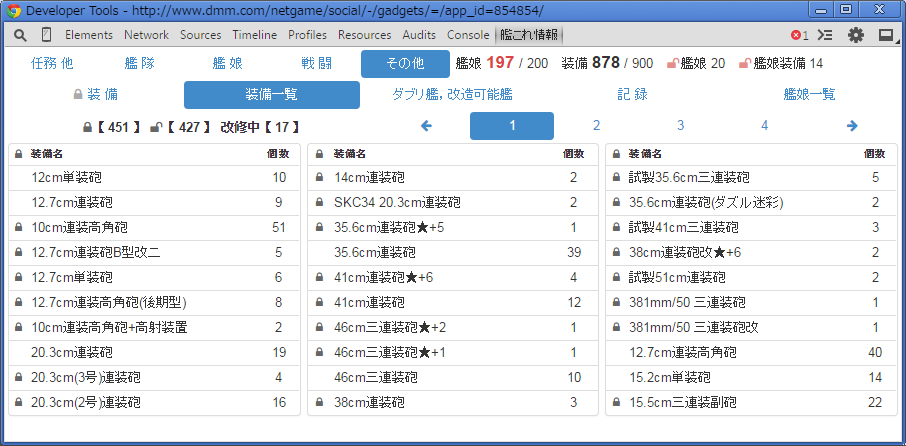 Developer Tools - http://www.dmm.com/netgame/social/-/gadgets/=/app_id=854854/
Elements Network Sources Timeline Profiles Resources Audits Console 艦これ情報 1
任務 他 艦 隊 艦 娘 戦 闘 その他 艦娘 197 / 200 装備 878 / 900 艦娘 20 艦娘装備 14
装 備 装備一覧 ダブり艦，改造可能艦 記 録 艦娘一覧
【 451 】 【 427 】 改修中【 17 】 1 2 3 4
装備名 個数
12cm単装砲 10
12.7cm連装砲 9
10cm連装高角砲 51
12.7cm連装砲B型改二 5
12.7cm単装砲 6
12.7cm連装高角砲(後期型) 8
10cm連装高角砲+高射装置 2
20.3cm連装砲 19
20.3cm(3号)連装砲 4
20.3cm(2号)連装砲 16
装備名 個数
14cm連装砲 2
SKC34 20.3cm連装砲 2
35.6cm連装砲★+5 1
35.6cm連装砲 39
41cm連装砲★+6 4
41cm連装砲 12
46cm三連装砲★+2 1
46cm三連装砲★+1 1
46cm三連装砲 10
38cm連装砲 3
装備名 個数
試製35.6cm三連装砲 5
35.6cm連装砲(ダズル迷彩) 2
試製41cm三連装砲 3
38cm連装砲改★+6 2
試製51cm連装砲 2
381mm/50 三連装砲 1
381mm/50 三連装砲改 1
12.7cm連装高角砲 40
15.2cm単装砲 14
15.5cm三連装副砲 22